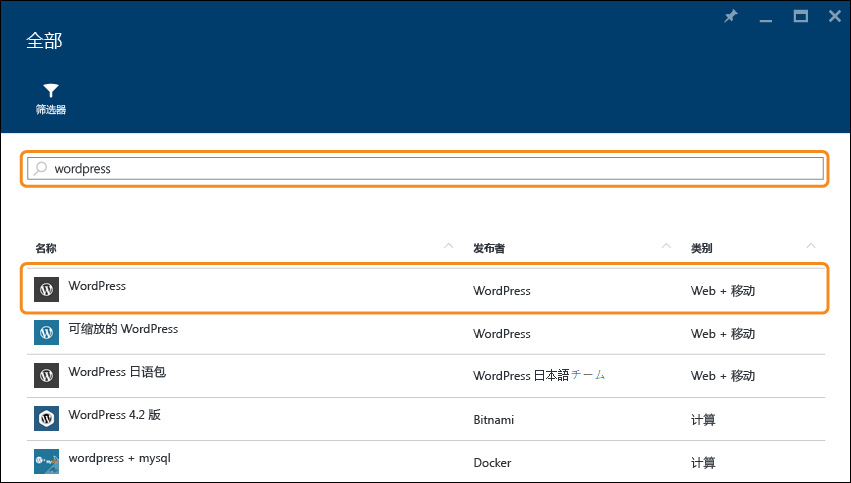 全部
筛选器
wordpress
名称 发布者 类别
WordPress WordPress Web + 移动
可缩放的 WordPress WordPress Web + 移动
WordPress 日语包 WordPress 日本語チーム Web + 移动
WordPress 4.2 版 Bitnami 计算
wordpress + mysql Docker 计算